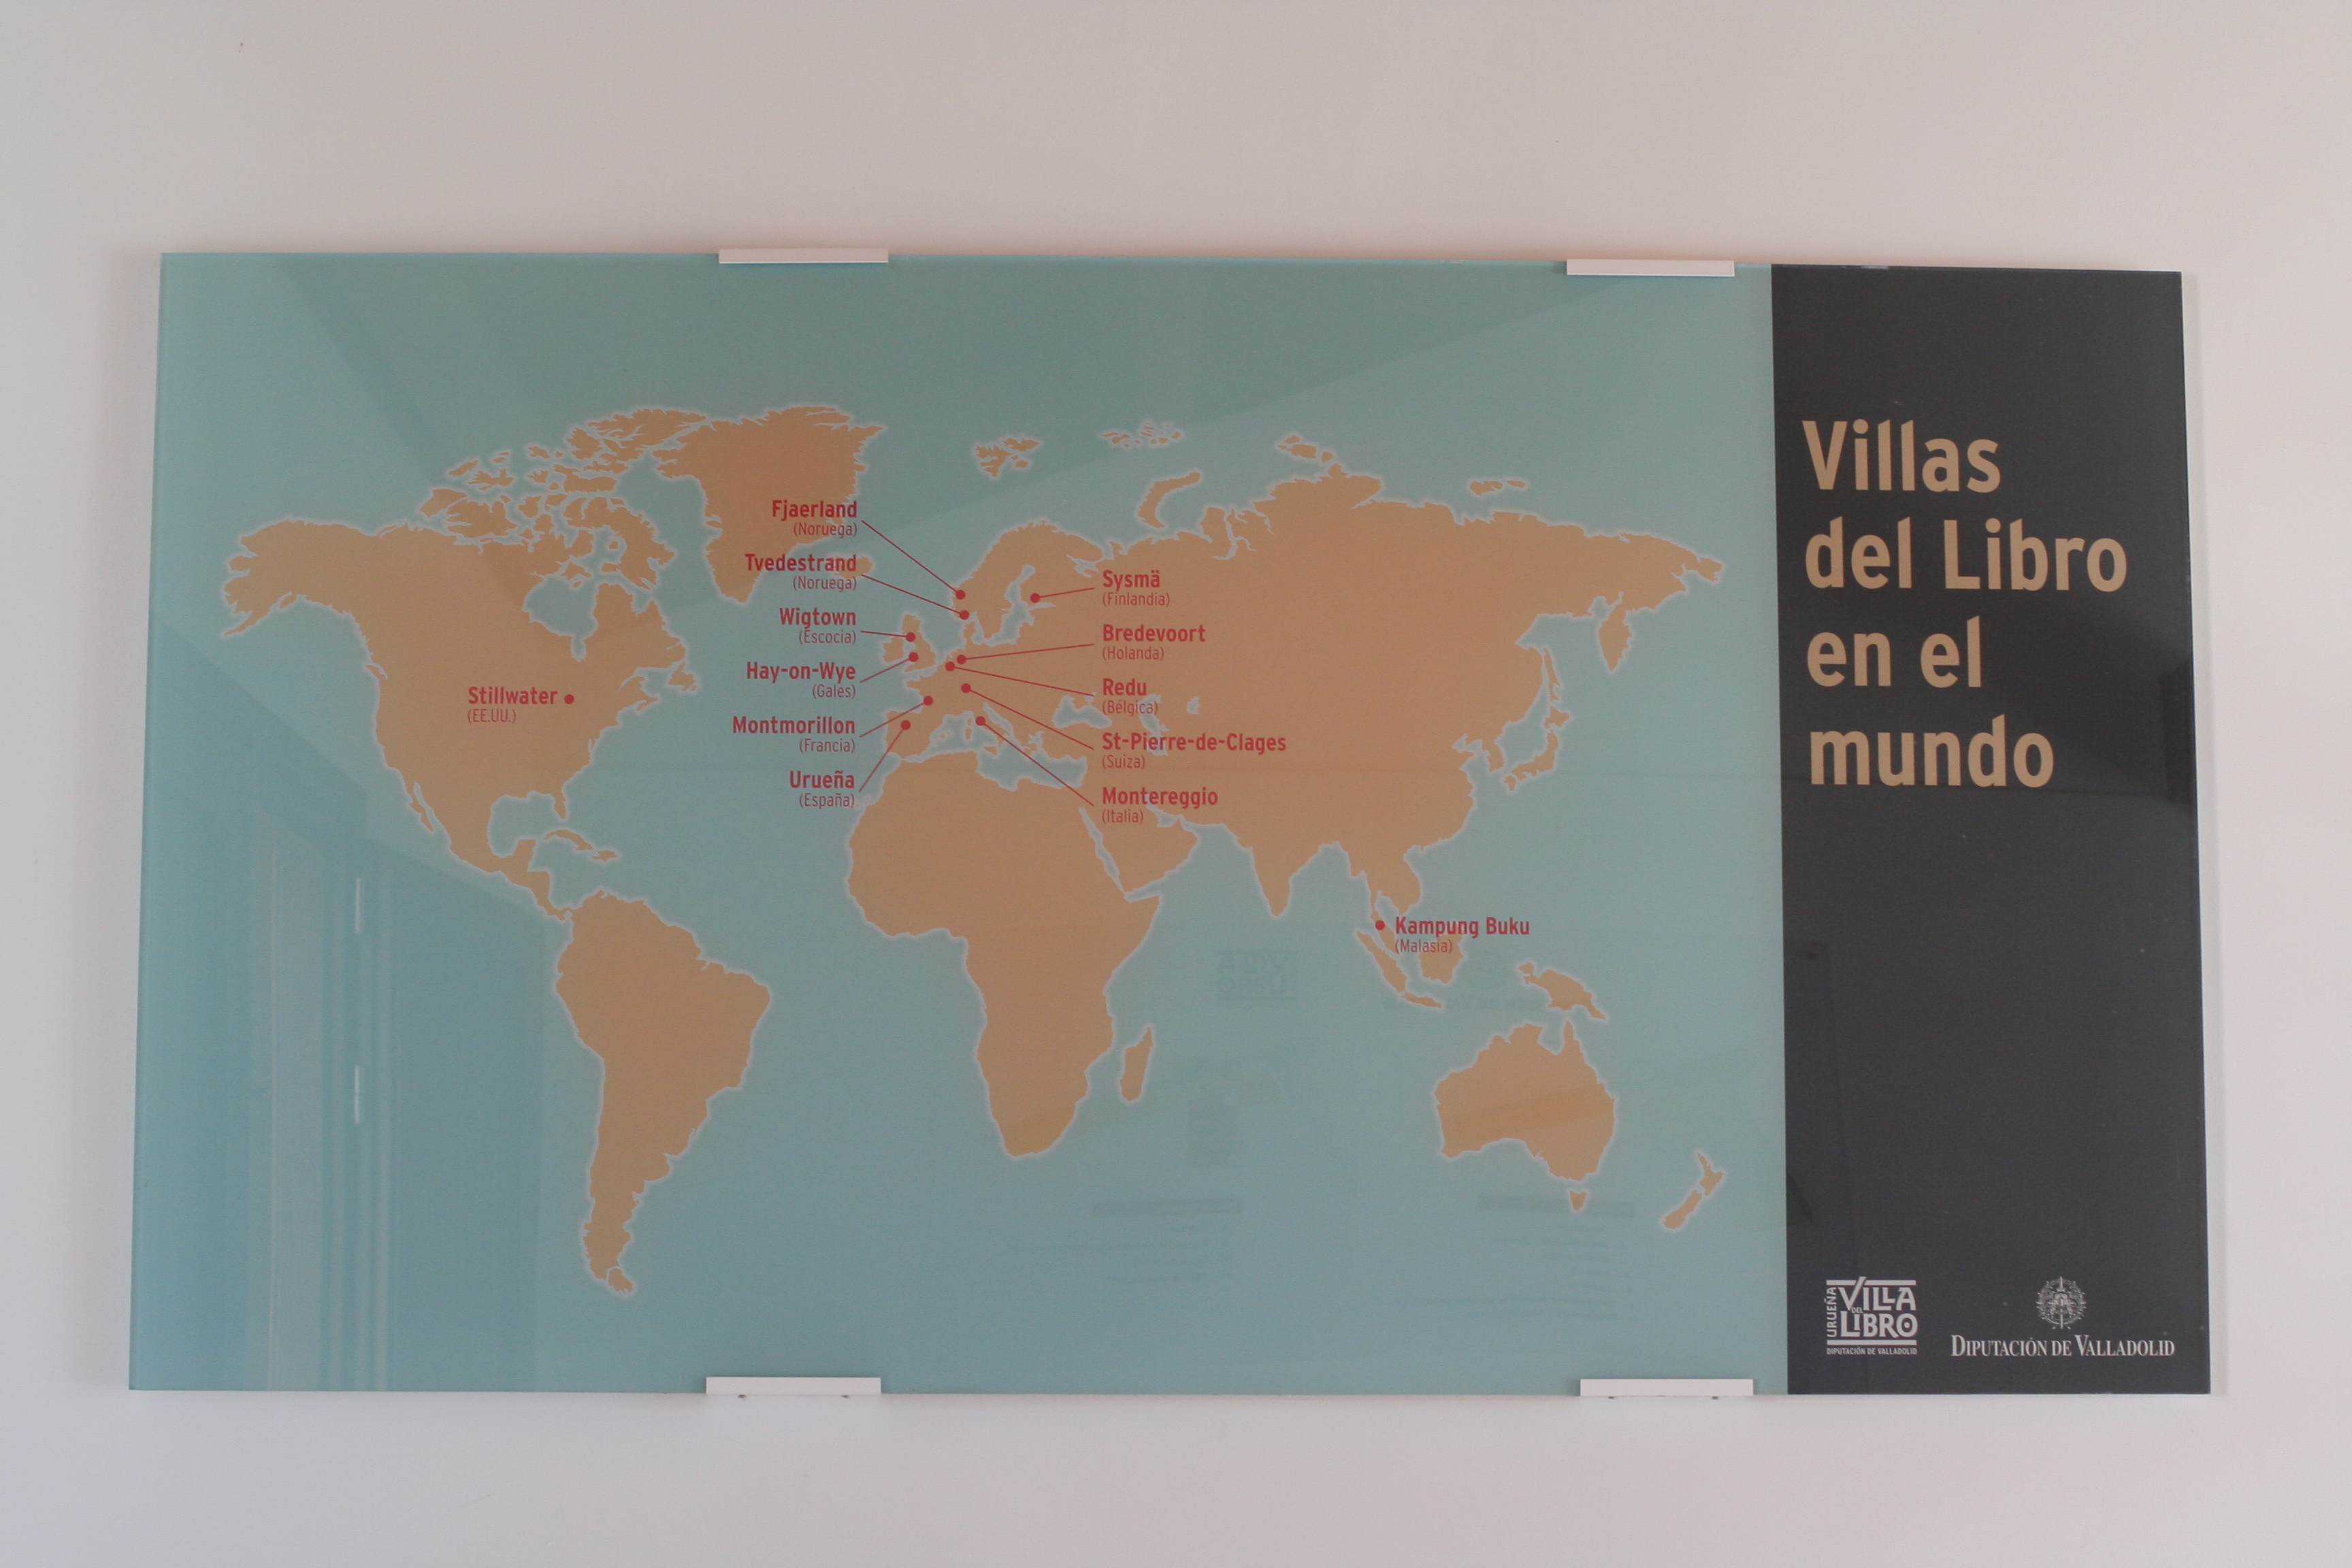 Villas
del Libro
en el
mundo
Fjaerland
(Noruega)
Tvedestrand
(Noruega)
Wigtown
(Escocia)
Hay-on-Wye
(Gales)
Montmorillon
(Francia)
Urueña
(España)
Stillwater
(EE.UU.)
Sysmä
(Finlandia)
Bredevoort
(Holanda)
Redu
(Bélgica)
St-Pierre-de-Clages
(Suiza)
Montereggio
(Italia)
Kampung Buku
(Malasia)
URUEÑA
VILLA
DEL
LIBRO
DIPUTACIÓN DE VALLADOLID
DIPUTACIÓN DE VALLADOLID